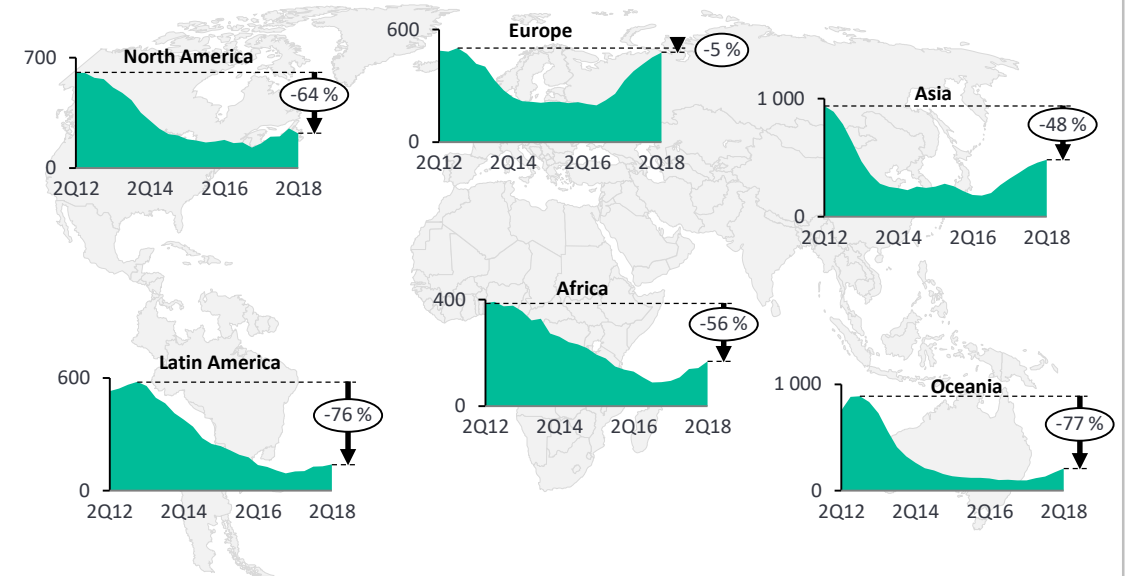 North America
700
0
-64 %
2Q12 2Q14 2Q16 2Q18
Europe
600
0
-5 %
2Q12 2Q14 2Q16 2Q18
Asia
1 000
0
-48 %
2Q12 2Q14 2Q16 2Q18
Latin America
600
0
-76 %
2Q12 2Q14 2Q16 2Q18
Africa
400
0
-56 %
2Q12 2Q14 2Q16 2Q18
Oceania
1 000
0
-77 %
2Q12 2Q14 2Q16 2Q18